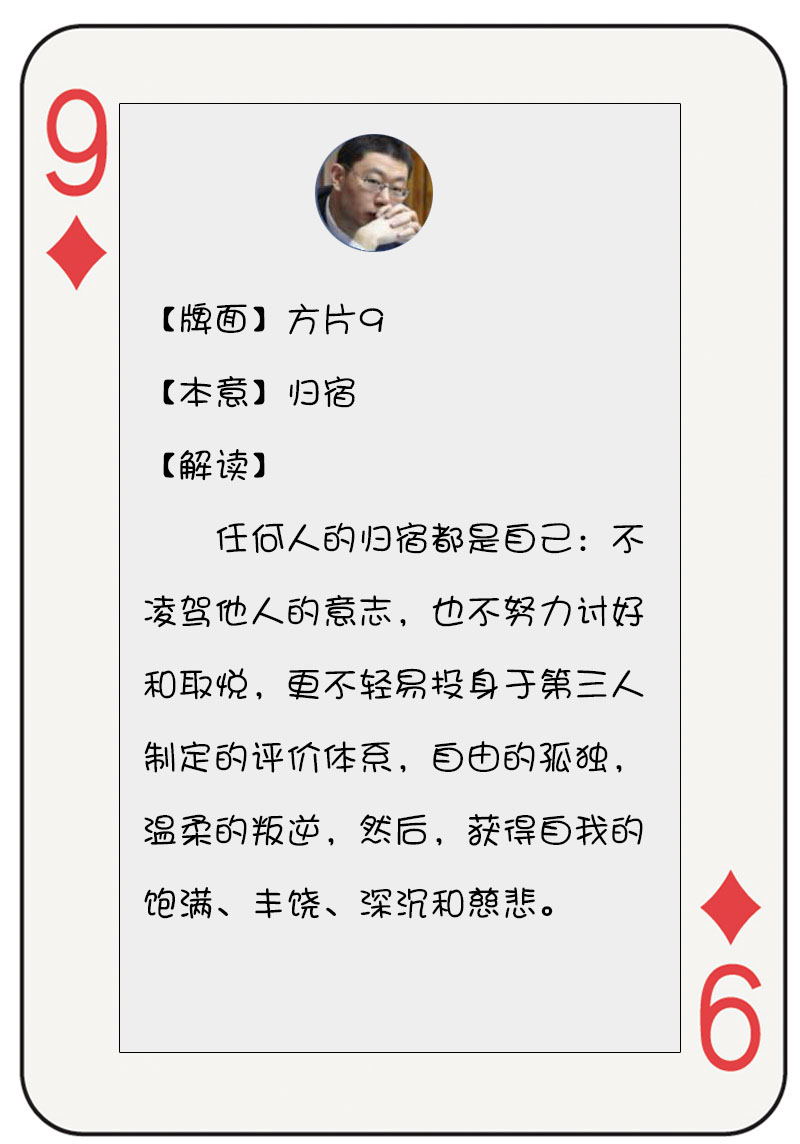 9
【牌面】方片9
【本意】归宿
【解读】
任何人的归宿都是自己：不
凌驾他人的意志，也不努力讨好
和取悦，更不轻易投身于第三人
制定的评价体系，自由的孤独，
温柔的叛逆，然后，获得自我的
饱满、丰饶、深沉和慈悲。
9